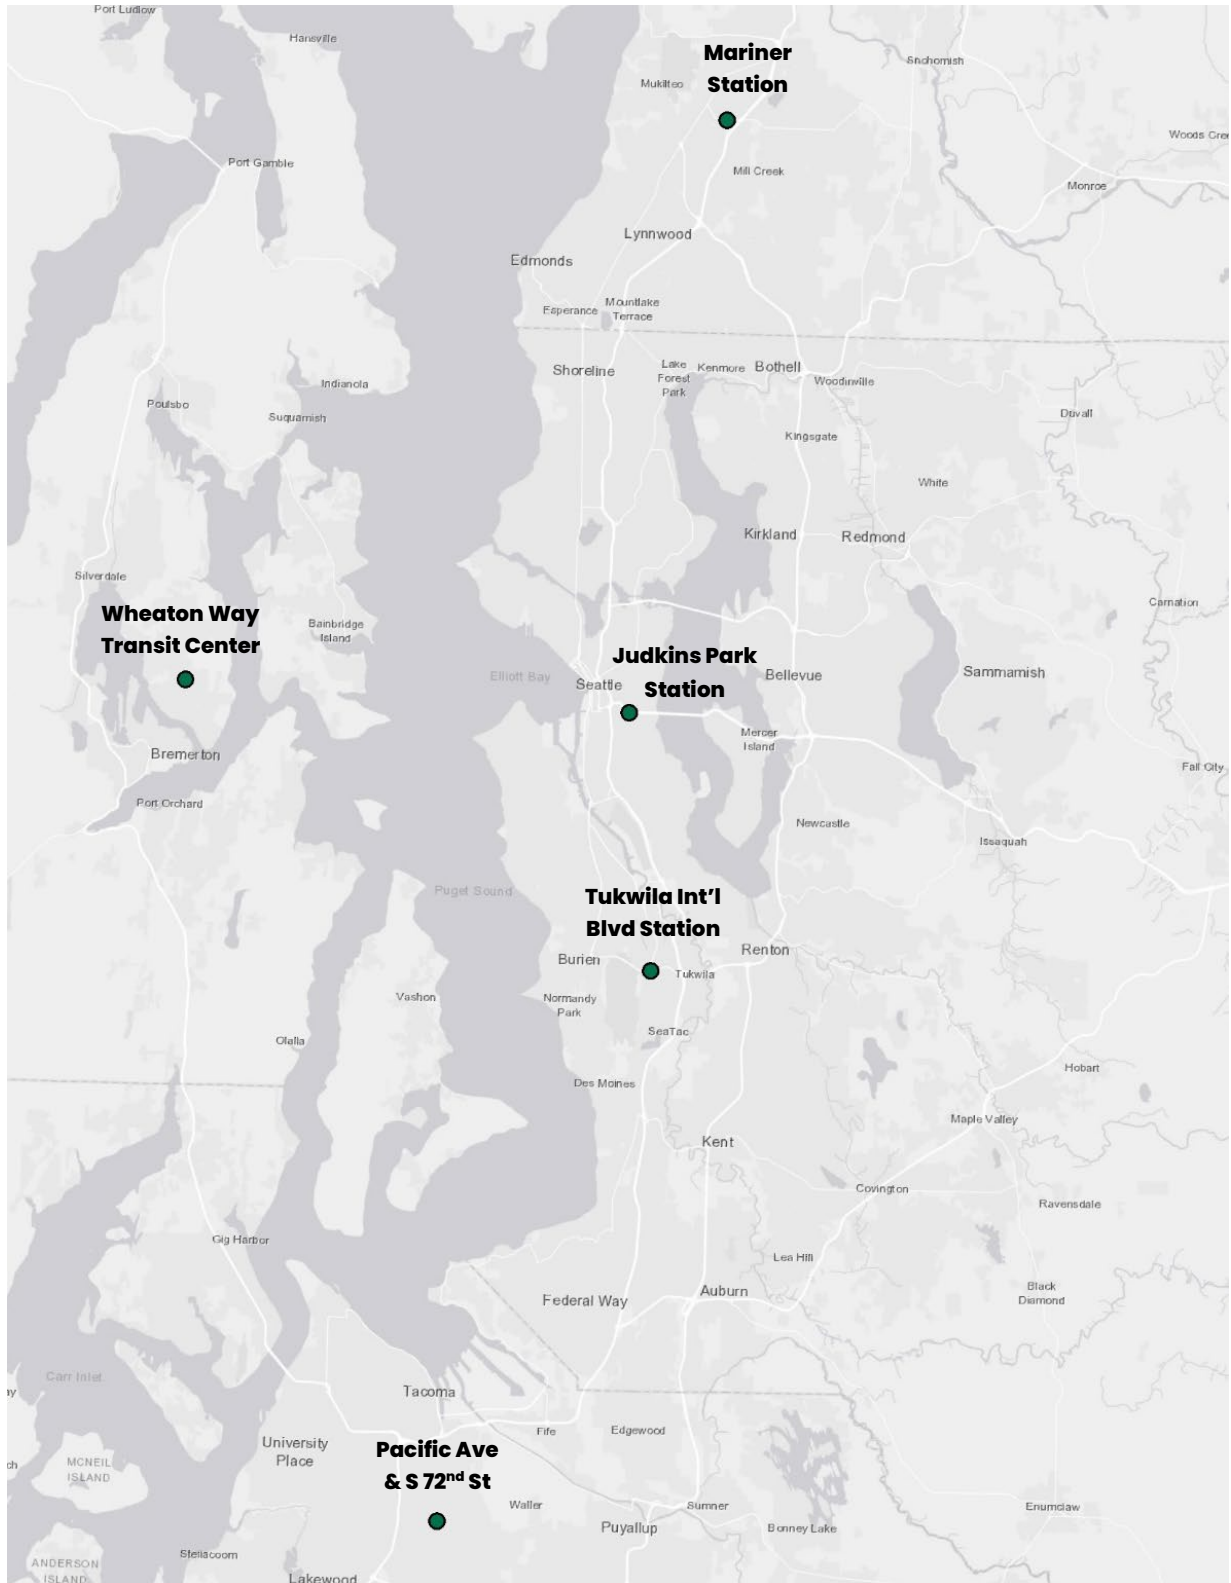 Port Ludlow
Hansville
Mariner
Station
Mukilteo
Snohomish
Woods Cre
Port Gamble
Mill Creek
Monroe
Lynnwood
Edmonds
Esperance
Mountlake
Terrace
Shoreline
Lake
Forest
Park
Kenmore
Bothell
Woodinville
Indianola
Poulsbo
Suquamish
Duvall
Kingsgate
White
Kirkland
Redmond
Silverdale
Carnation
Wheaton Way
Transit Center
Bainbridge
Island
Judkins Park
Station
Elliott Bay
Seattle
Bellevue
Sammamish
Mercer
Island
Bremerton
Fall City
Port Orchard
Newcastle
Issaquah
Puget Sound
Tukwila Int'l
Blvd Station
Renton
Burien
Tukwila
Vashon
Normandy
Park
SeaTac
Olalla
Hobart
Des Moines
Maple Valley
Kent
Covington
Ravensdale
Gig Harbor
Lea Hill
Black
Diamond
Federal Way
Auburn
Carr Inlet
ay
Tacoma
Fife
Edgewood
University
Place
Pacific Ave
& S 72nd St
MCNEIL
ISLAND
ch
Waller
Sumner
Enumclaw
Puyallup
Bonney Lake
Steilacoom
ANDERSON
ISLAND
Lakewood